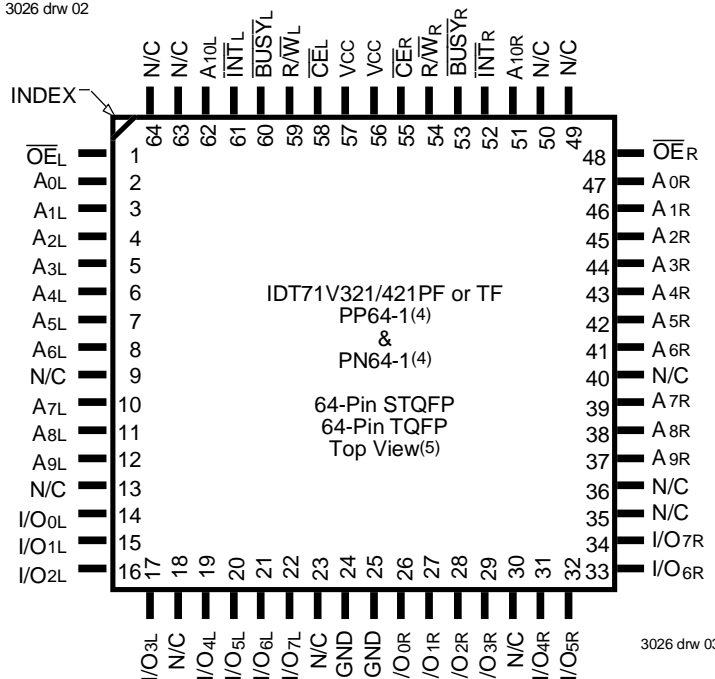 3026 drw 02
N/C
N/C
A10L
INTL
BUSYL
R/WL
CEL
VCC
VCC
CER
R/WR
BUSYR
INTR
A10R
N/C
N/C
INDEX
64
63
62
61
60
59
58
57
56
55
54
53
52
51
50
49
OEL 1
A0L 2
A1L 3
A2L 4
A3L 5
A4L 6
A5L 7
A6L 8
N/C 9
A7L 10
A8L 11
A9L 12
N/C 13
I/O0L 14
I/O1L 15
I/O2L 16
IDT71V321/421PF or TF
PP64-1(4)
&
PN64-1(4)
64-Pin STQFP
64-Pin TQFP
Top View(5)
48 OER
47 A0R
46 A1R
45 A2R
44 A3R
43 A4R
42 A5R
41 A6R
40 N/C
39 A7R
38 A8R
37 A9R
36 N/C
35 N/C
34 I/O7R
33 I/O6R
17
18
19
20
21
22
23
24
25
26
27
28
29
30
31
32
I/O3L
N/C
I/O4L
I/O5L
I/O6L
I/O7L
N/C
GND
GND
/O0R
/O1R
/O2R
/O3R
N/C
I/O4R
I/O5R
3026 drw 03